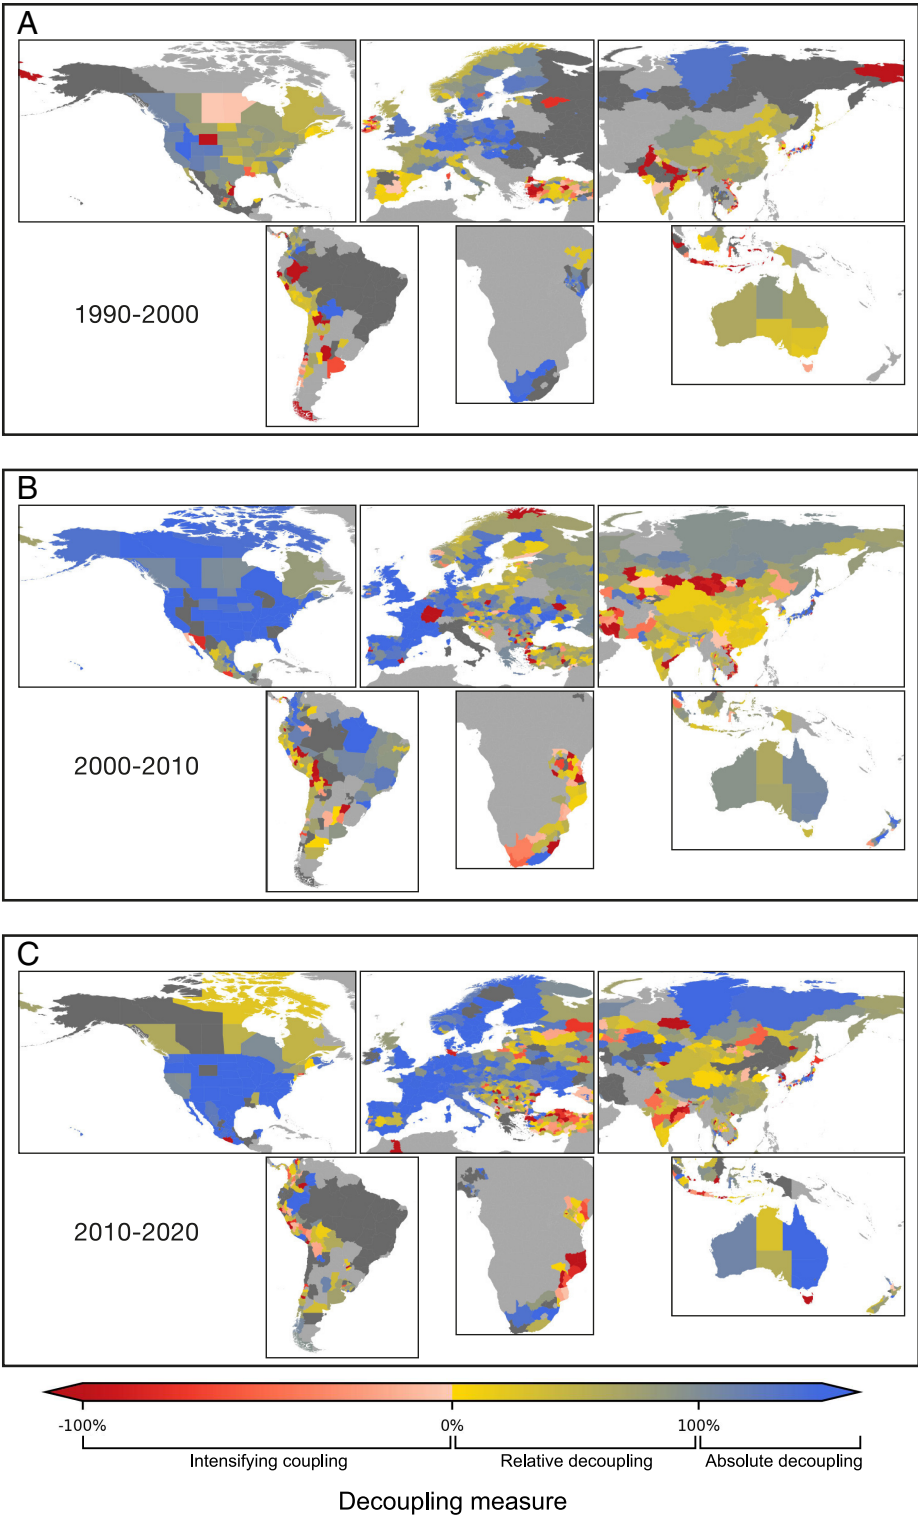 A
1990-2000
B
2000-2010
C
2010-2020
-100% 0% 100%
Intensifying coupling Relative decoupling Absolute decoupling
Decoupling measure